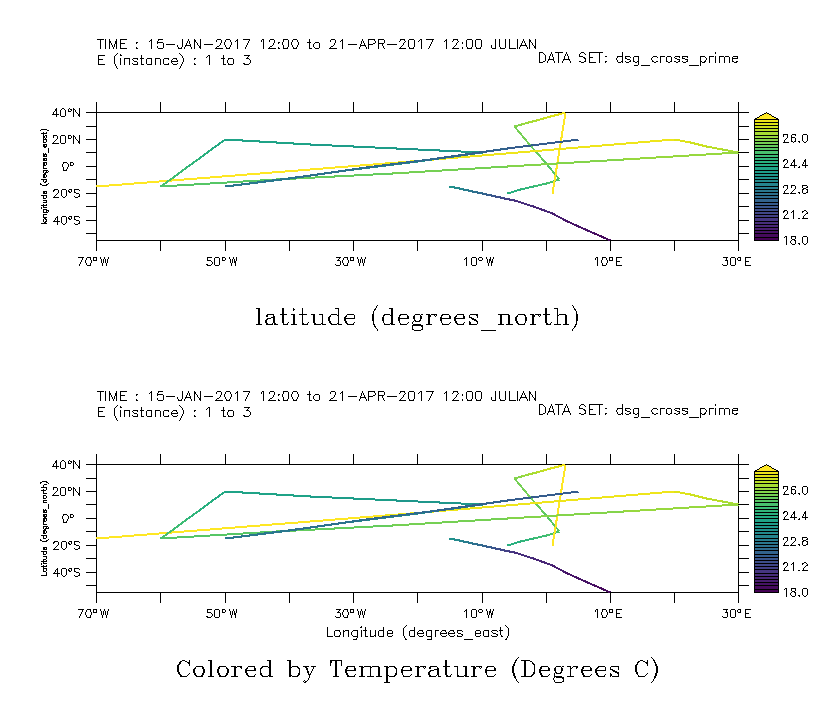 TIME : 15-JAN-2017 12:00 to 21-APR-2017 12:00 JULIAN
E (instance) : 1 to 3
DATA SET: dsg_cross_prime
40°N
20°N
0°
20°S
40°S
longitude (degrees_east)
70°W 50°W 30°W 10°W 10°E 30°E
26.0
24.4
22.8
21.2
18.0
latitude (degrees_north)
TIME : 15-JAN-2017 12:00 to 21-APR-2017 12:00 JULIAN
E (instance) : 1 to 3
DATA SET: dsg_cross_prime
40°N
20°N
0°
20°S
40°S
Latitude (degrees_north)
70°W 50°W 30°W 10°W 10°E 30°E
26.0
24.4
22.8
21.2
18.0
Longitude (degrees_east)
Colored by Temperature (Degrees C)